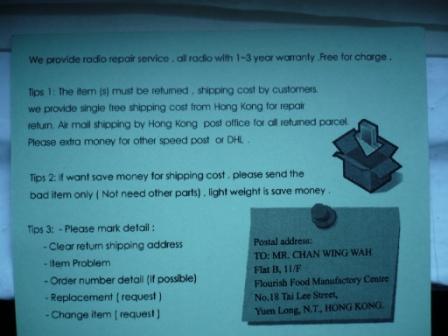 We provide radio repair service . all radio with 1~3 year warranty .Free for charge .
Tips 1: The item (s) must be returned , shipping cost by customers.
we provide single free shipping cost from Hong Kong for repair
return. Air mail shipping by Hong Kong post office for all returned parcel.
Please extra money for other speed post or DHL .
Tips 2: if want save money for shipping cost , please send the
bad item only ( Not need other parts) , light weight is save money .
Tips 3: - Please mark detail :
- Clear return shipping address
- Item Problem
- Order number detail (if possible)
- Replacement [ request )
- Change item [ request )
Postal address:
TO: MR. CHAN WING WAH
Flat B, 11/F
Flourish Food Manufactory Centre
No.18 Tai Lee Street,
Yuen Long, N.T., HONG KONG.